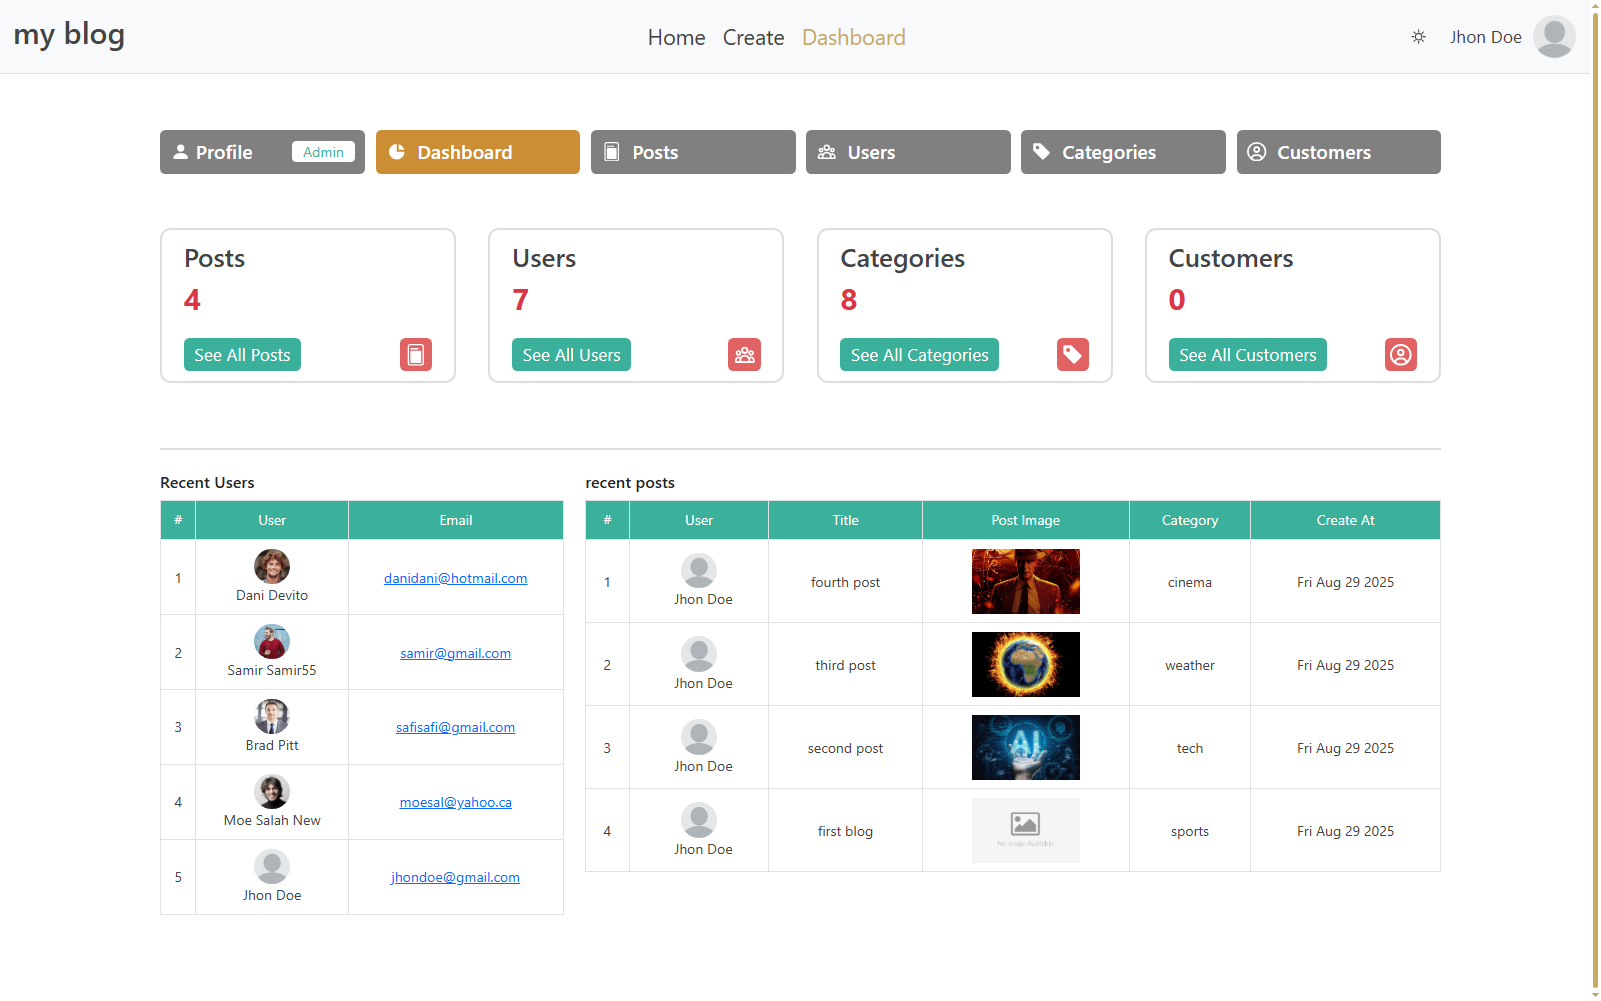 my blog
Home Create Dashboard
Jhon Doe
Profile Admin
Dashboard
Posts
Users
Categories
Customers
Posts
4
See All Posts
Users
7
See All Users
Categories
8
See All Categories
Customers
0
See All Customers
Recent Users
# User Email
1 Dani Devito danidani@hotmail.com
2 Samir Samir55 samir@gmail.com
3 Brad Pitt safisafi@gmail.com
4 Moe Salah New moesal@yahoo.ca
5 Jhon Doe jhondoe@gmail.com
recent posts
# User Title Post Image Category Create At
1 Jhon Doe fourth post cinema Fri Aug 29 2025
2 Jhon Doe third post weather Fri Aug 29 2025
3 Jhon Doe second post AI tech Fri Aug 29 2025
4 Jhon Doe first blog No Image Available sports Fri Aug 29 2025